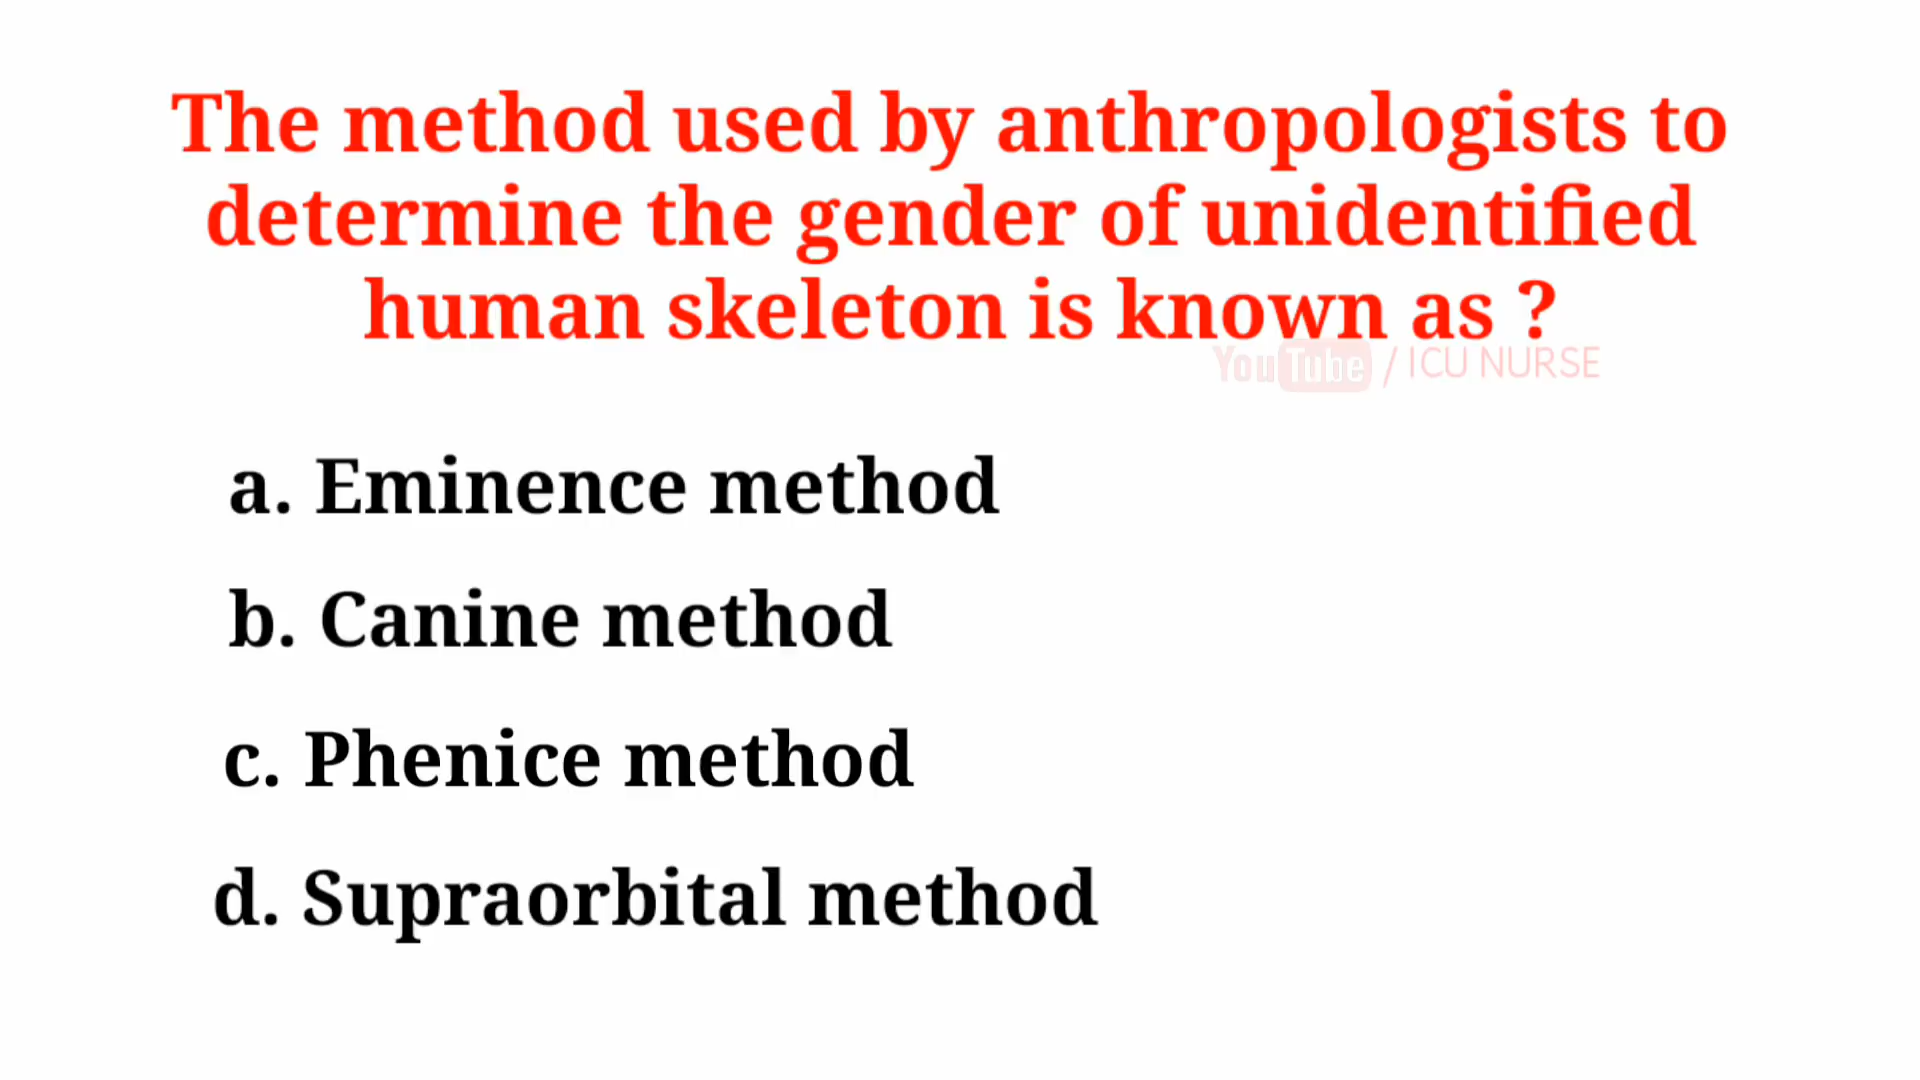 The method used by anthropologists to
determine the gender of unidentified
human skeleton is known as ?
YouTube / ICU NURSE
a. Eminence method
b. Canine method
c. Phenice method
d. Supraorbital method